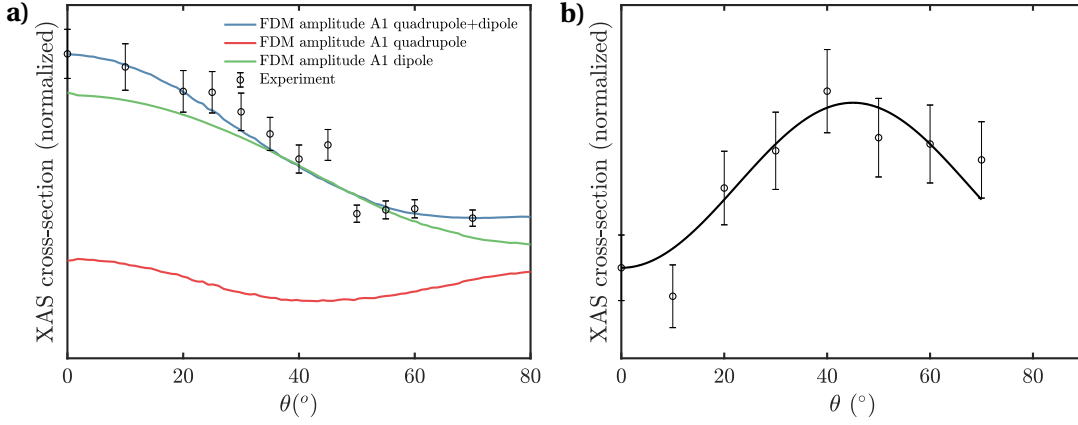 a)
XAS cross-section (normalized)
FDM amplitude A1 quadrupole+dipole
FDM amplitude A1 quadrupole
FDM amplitude A1 dipole
Experiment
0 20 40 60 80
θ(°)
b)
XAS cross-section (normalized)
0 20 40 60 80
θ (°)